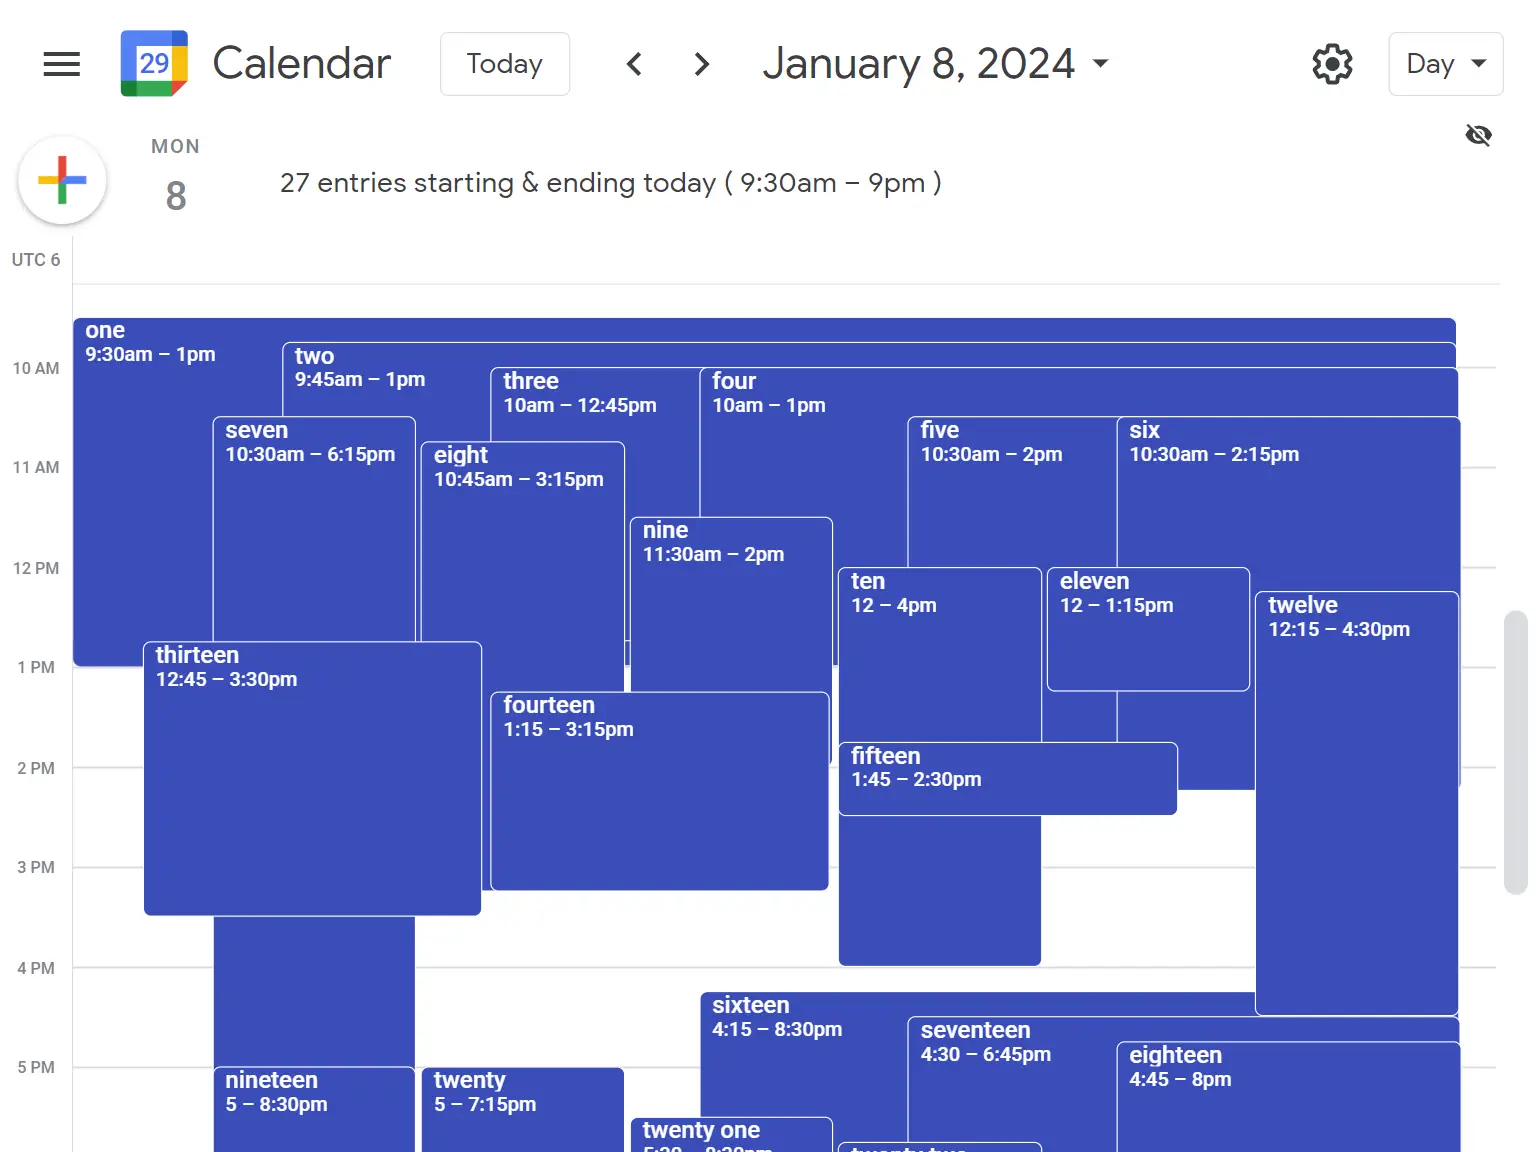 29 Calendar Today January 8, 2024 Day
MON
8
27 entries starting & ending today ( 9:30am – 9pm )
UTC 6
one
9:30am – 1pm
two
9:45am – 1pm
10 AM
three
10am – 12:45pm
four
10am – 1pm
seven
10:30am – 6:15pm
five
10:30am – 2pm
six
10:30am – 2:15pm
11 AM
eight
10:45am – 3:15pm
nine
11:30am – 2pm
12 PM
ten
12 – 4pm
eleven
12 – 1:15pm
twelve
12:15 – 4:30pm
1 PM
thirteen
12:45 – 3:30pm
fourteen
1:15 – 3:15pm
2 PM
fifteen
1:45 – 2:30pm
3 PM
4 PM
sixteen
4:15 – 8:30pm
seventeen
4:30 – 6:45pm
eighteen
4:45 – 8pm
5 PM
nineteen
5 – 8:30pm
twenty
5 – 7:15pm
twenty one